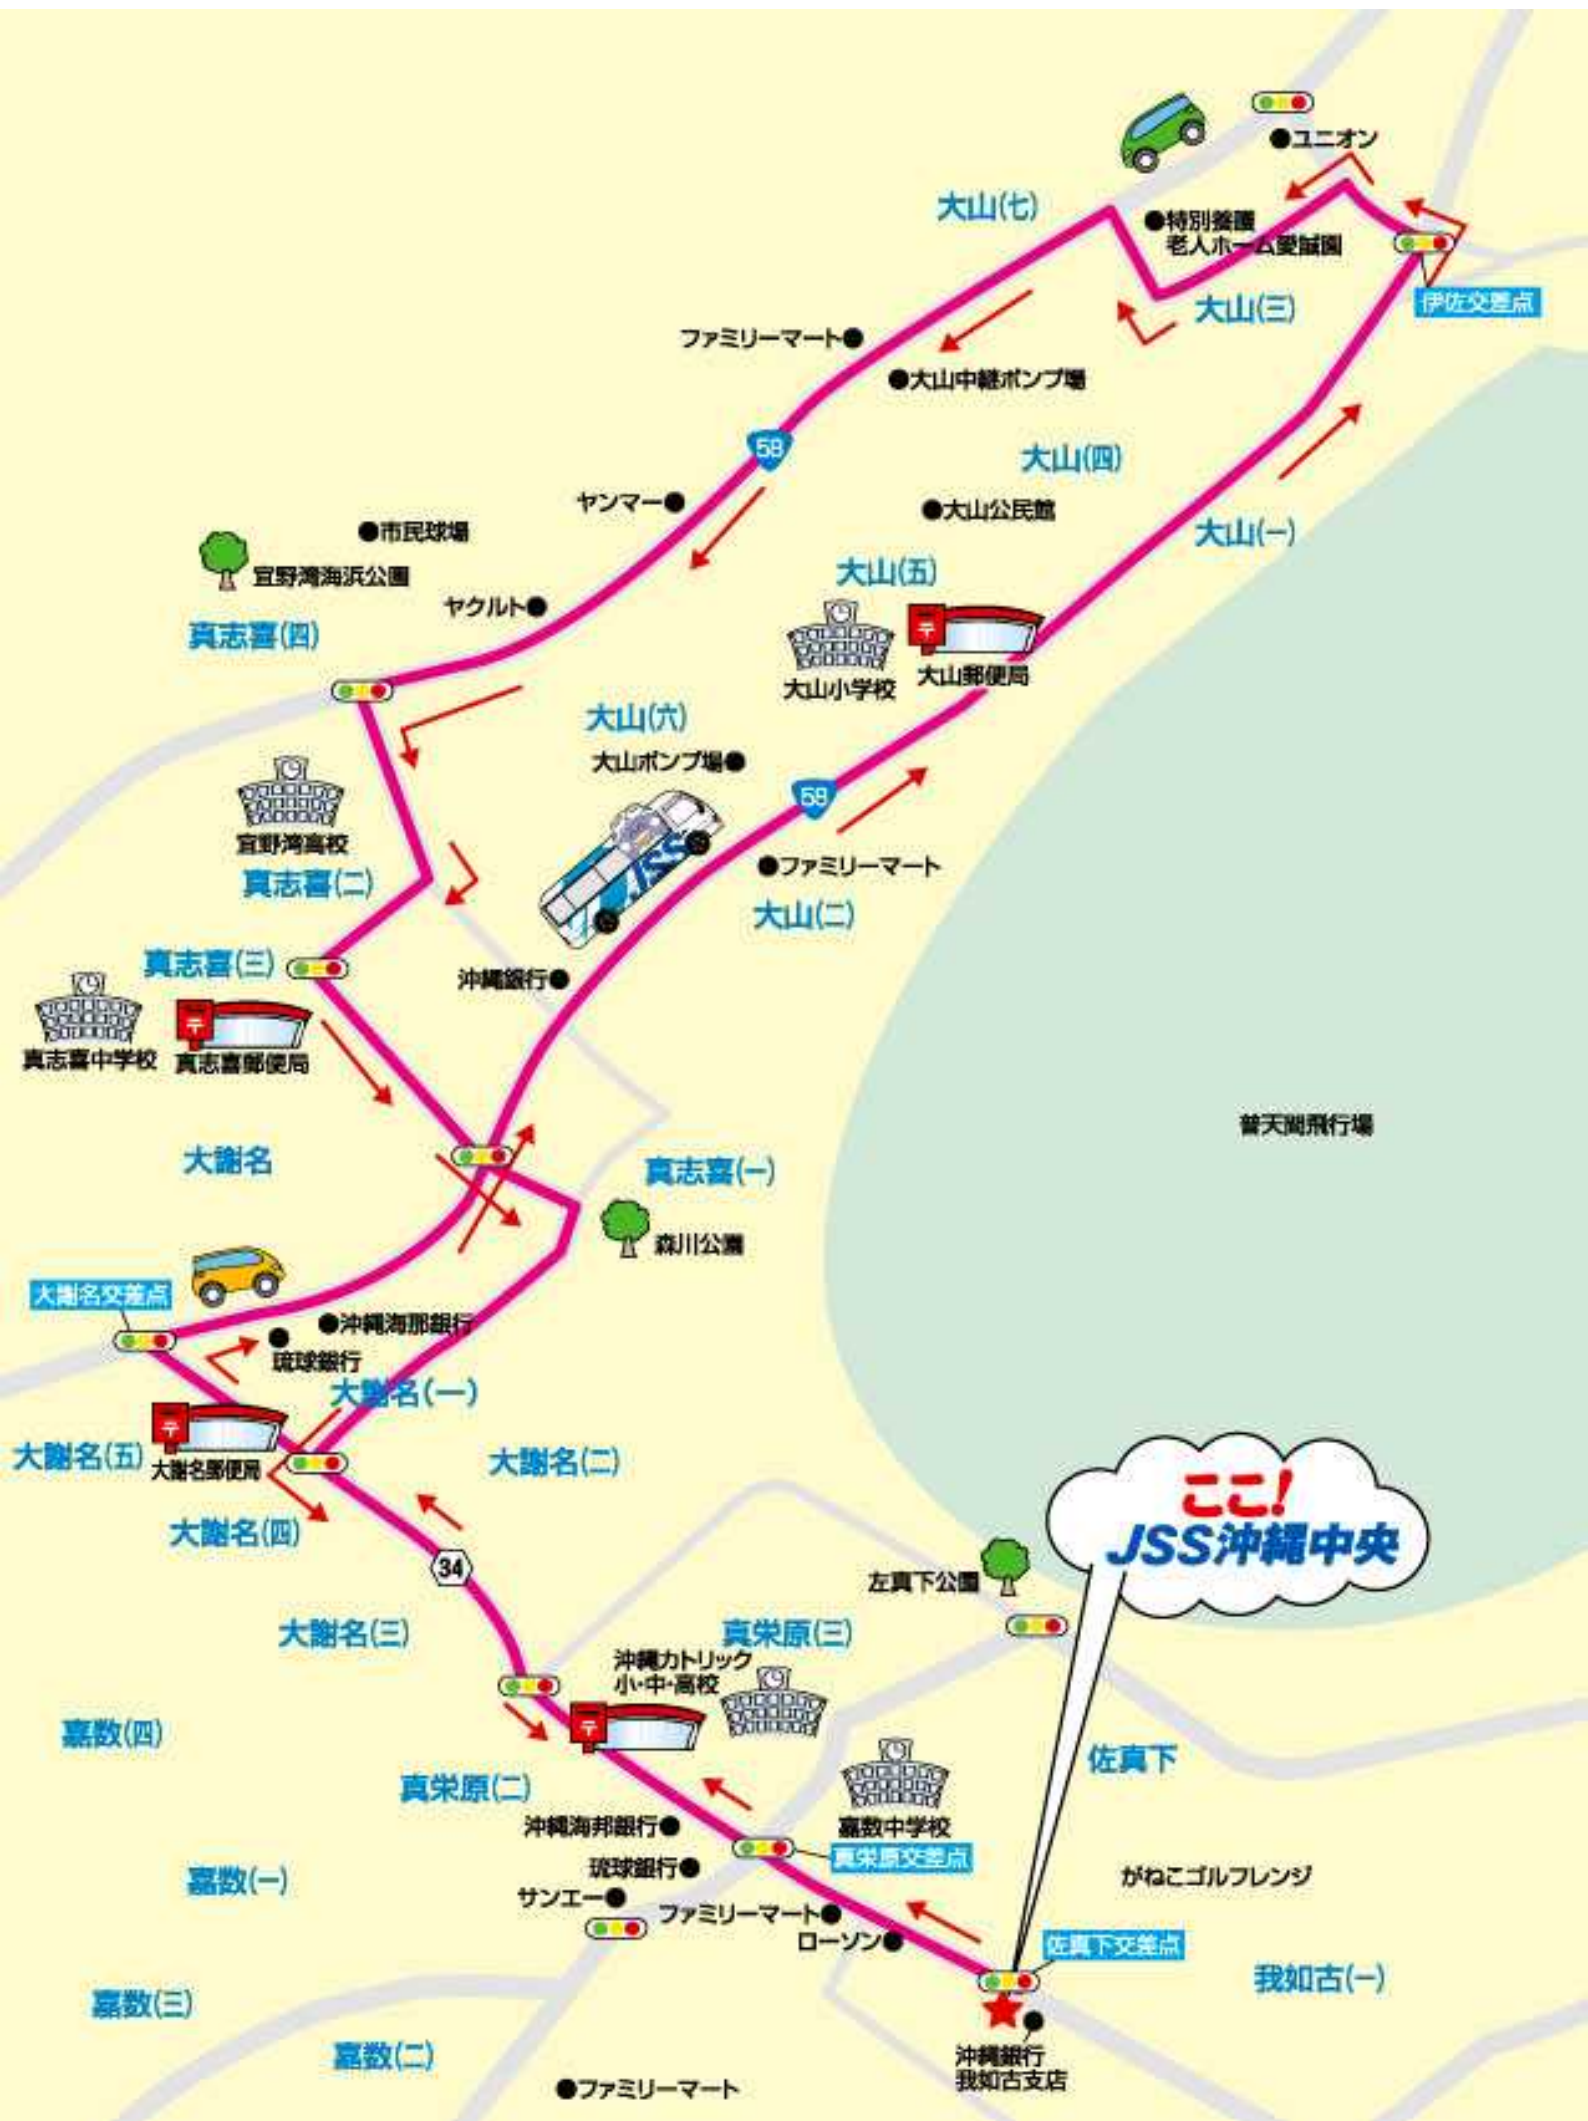 ユニオン
大山(七)
特別養護
老人ホーム愛誠園
伊佐交差点
大山(三)
ファミリーマート
大山中継ポンプ場
58
大山(四)
ヤンマー
大山公民館
市民球場
大山(一)
宜野湾海浜公園
大山(五)
ヤクルト
真志喜(四)
〒
大山小学校
大山郵便局
大山(六)
大山ポンプ場
58
宜野湾高校
JSS
ファミリーマート
真志喜(二)
大山(二)
真志喜(三)
沖縄銀行
〒
真志喜中学校
真志喜郵便局
普天間飛行場
大謝名
真志喜(一)
森川公園
大謝名交差点
沖縄海那銀行
琉球銀行
大謝名(一)
〒
大謝名(五)
大謝名郵便局
大謝名(二)
ここ!
JSS沖縄中央
大謝名(四)
34
左真下公園
大謝名(三)
真栄原(三)
沖縄カトリック
小・中・高校
〒
嘉数(四)
佐真下
真栄原(二)
沖縄海邦銀行
嘉数中学校
真栄原交差点
琉球銀行
がねこゴルフレンジ
嘉数(一)
サンエー
ファミリーマート
ローソン
佐真下交差点
我如古(一)
嘉数(三)
沖縄銀行
我如古支店
嘉数(二)
ファミリーマート